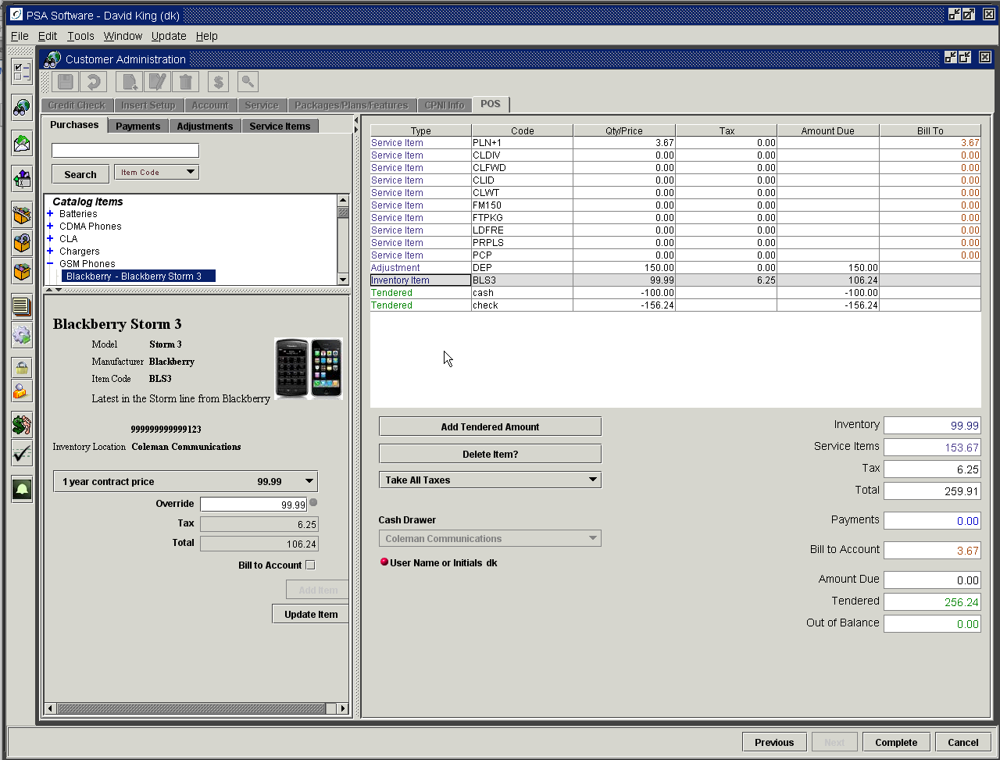 PSA Software - David King (dk)
File Edit Tools Window Update Help
Customer Administration
Credit Check Insert Setup Account Service Packages/Plans/Features CPNI Info POS
Purchases Payments Adjustments Service Items
Search Item Code
Catalog Items
Batteries
CDMA Phones
CLA
Chargers
GSM Phones
Blackberry - Blackberry Storm 3
Blackberry Storm 3
Model Storm 3
Manufacturer Blackberry
Item Code BLS3
Latest in the Storm line from Blackberry
999999999999123
Inventory Location Coleman Communications
1 year contract price 99.99
Override 99.99
Tax 6.25
Total 106.24
Bill to Account
Add Item
Update Item
Type Code Qty/Price Tax Amount Due Bill To
Service Item PLN+1 3.67 0.00 3.67
Service Item CLDIV 0.00 0.00 0.00
Service Item CLFWD 0.00 0.00 0.00
Service Item CLID 0.00 0.00 0.00
Service Item CLWT 0.00 0.00 0.00
Service Item FM150 0.00 0.00 0.00
Service Item FTPKG 0.00 0.00 0.00
Service Item LDFRE 0.00 0.00 0.00
Service Item PRPLS 0.00 0.00 0.00
Service Item PCP 0.00 0.00 0.00
Adjustment DEP 150.00 0.00 150.00
Inventory Item BLS3 99.99 6.25 106.24
Tendered cash -100.00 -100.00
Tendered check -156.24 -156.24
Add Tendered Amount
Delete Item?
Take All Taxes
Cash Drawer
Coleman Communications
User Name or Initials dk
Inventory 99.99
Service Items 153.67
Tax 6.25
Total 259.91
Payments 0.00
Bill to Account 3.67
Amount Due 0.00
Tendered 256.24
Out of Balance 0.00
Previous Next Complete Cancel